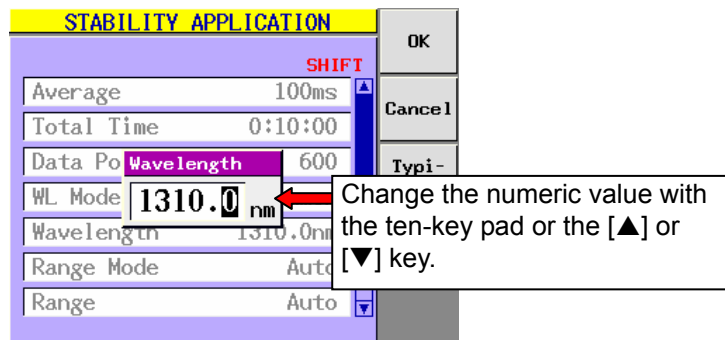 STABILITY APPLICATION
SHIFT
Average 100ms
Total Time 0:10:00
Data Po 600
Wavelength
WL Mode
1310.0 nm
Wavelength 1310.0nm
Range Mode Auto
Range Auto
OK
Cancel
Typi-
Change the numeric value with
the ten-key pad or the [▲] or
[▼] key.